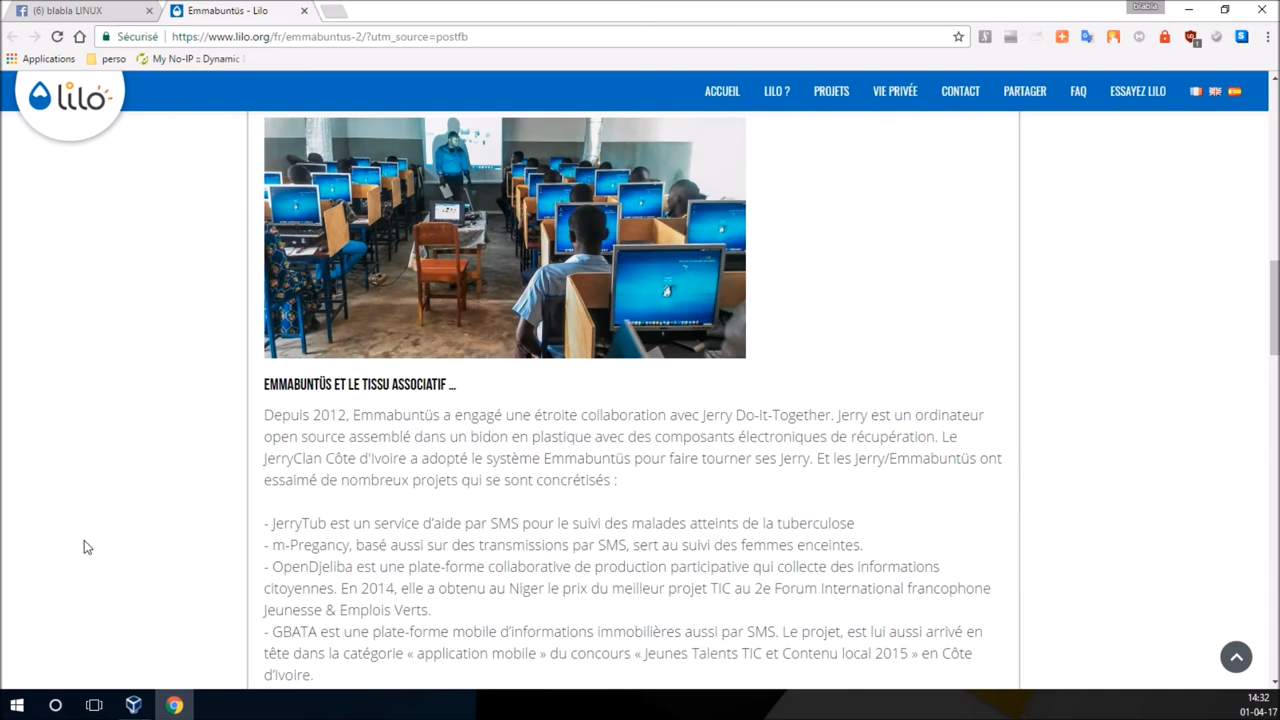 (6) blabla LINUX
Emmabuntüs - Lilo
blabla
Sécurisé
https://www.lilo.org/fr/emmabuntus-2/?utm_source=postfb
Applications
perso
My No-IP :: Dynamic
lilo
ACCUEIL
LILO ?
PROJETS
VIE PRIVÉE
CONTACT
PARTAGER
FAQ
ESSAYEZ LILO
EMMABUNTÜS ET LE TISSU ASSOCIATIF ...
Depuis 2012, Emmabuntüs a engagé une étroite collaboration avec Jerry Do-It-Together. Jerry est un ordinateur
open source assemblé dans un bidon en plastique avec des composants électroniques de récupération. Le
JerryClan Côte d'Ivoire a adopté le système Emmabuntüs pour faire tourner ses Jerry. Et les Jerry/Emmabuntüs ont
essaimé de nombreux projets qui se sont concrétisés :
- JerryTub est un service d'aide par SMS pour le suivi des malades atteints de la tuberculose
- m-Pregancy, basé aussi sur des transmissions par SMS, sert au suivi des femmes enceintes.
- OpenDjeliba est une plate-forme collaborative de production participative qui collecte des informations
citoyennes. En 2014, elle a obtenu au Niger le prix du meilleur projet TIC au 2e Forum International francophone
Jeunesse & Emplois Verts.
- GBATA est une plate-forme mobile d'informations immobilières aussi par SMS. Le projet, est lui aussi arrivé en
tête dans la catégorie « application mobile » du concours « Jeunes Talents TIC et Contenu local 2015 » en Côte
d'Ivoire.
14:32
01-04-17